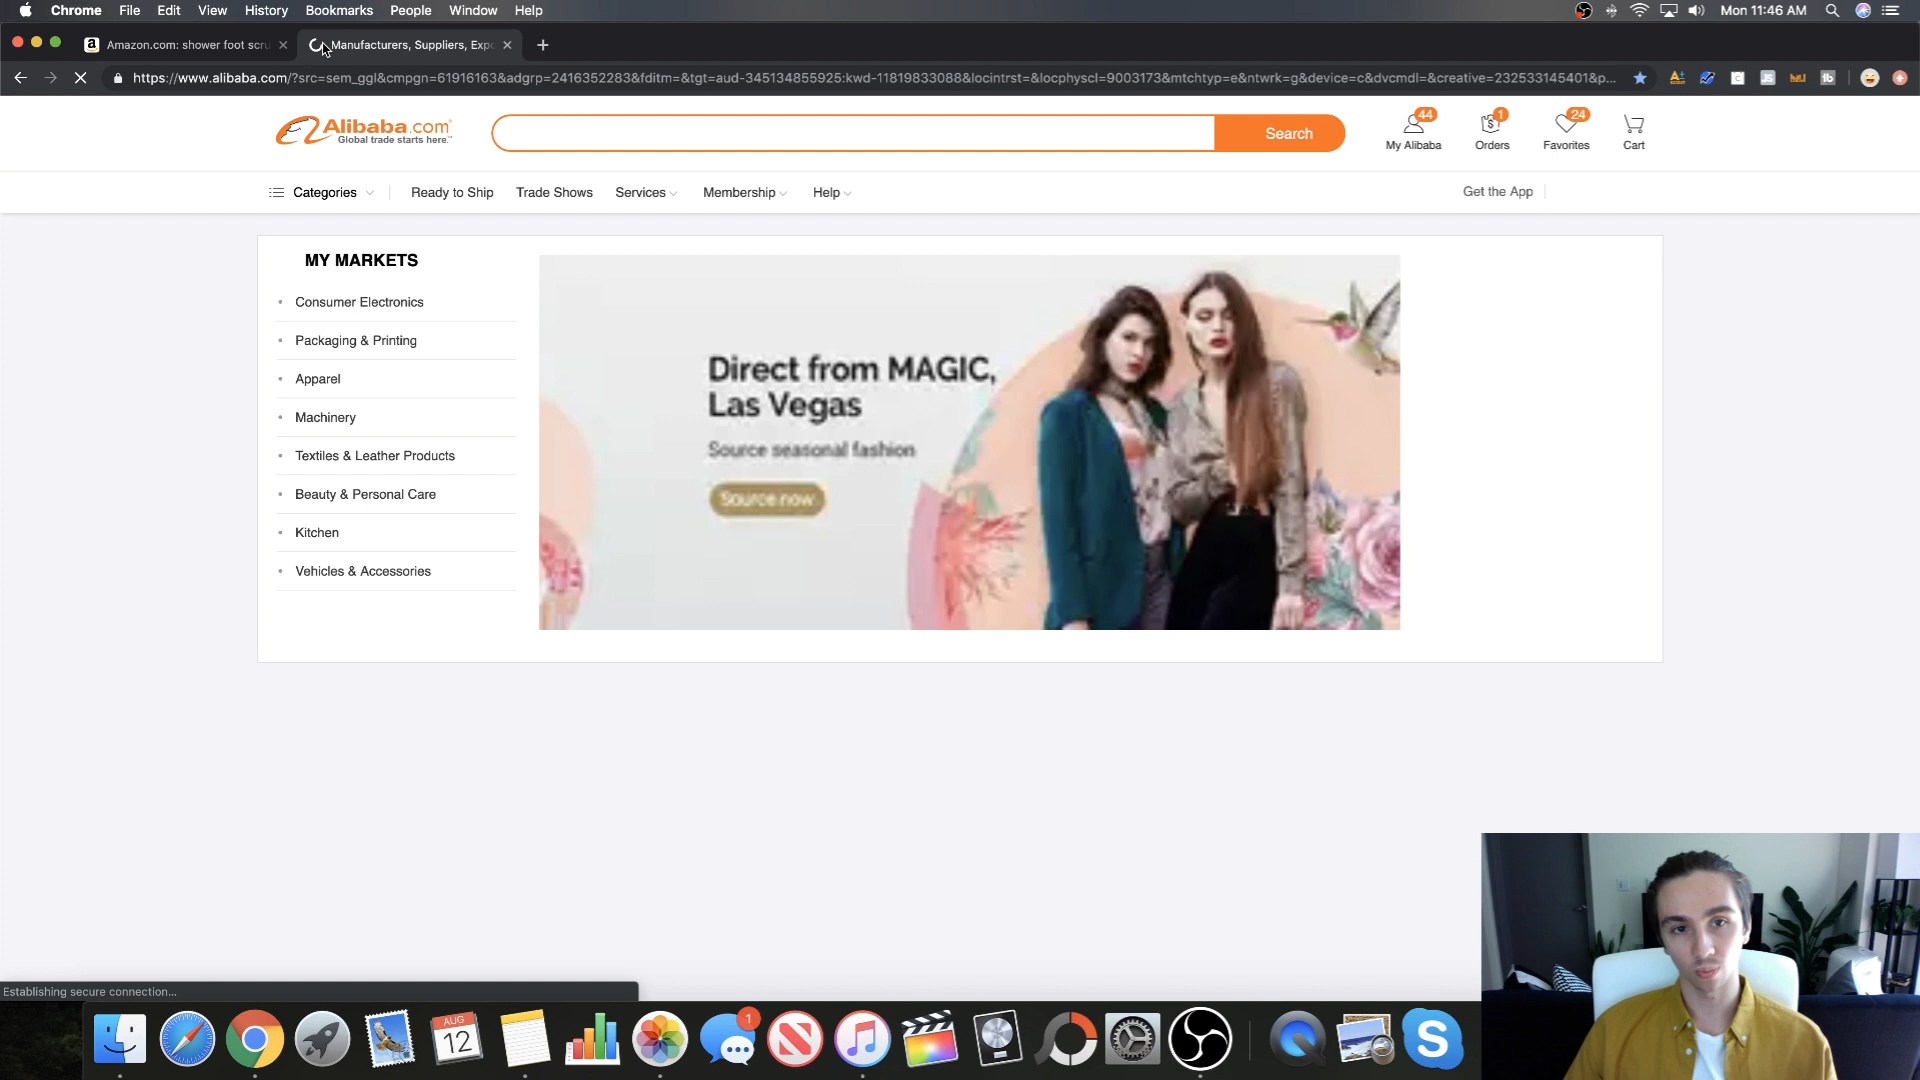 Chrome File Edit View History Bookmarks People Window Help
Mon 11:46 AM
Amazon.com: shower foot scru
Manufacturers, Suppliers, Expo
https://www.alibaba.com/?src=sem_ggl&cmpgn=61916163&adgrp=2416352283&fditm=&tgt=aud-345134855925:kwd-11819833088&locintrst=&locphyscl=9003173&mtchtyp=e&ntwrk=g&device=c&dvcmdl=&creative=232533145401&p...
Alibaba.com
Global trade starts here.™
Search
44
My Alibaba
1
Orders
24
Favorites
Cart
Categories
Ready to Ship
Trade Shows
Services
Membership
Help
Get the App
MY MARKETS
Consumer Electronics
Packaging & Printing
Apparel
Machinery
Textiles & Leather Products
Beauty & Personal Care
Kitchen
Vehicles & Accessories
Direct from MAGIC,
Las Vegas
Source seasonal fashion
Source now
Establishing secure connection...
AUG
12
1